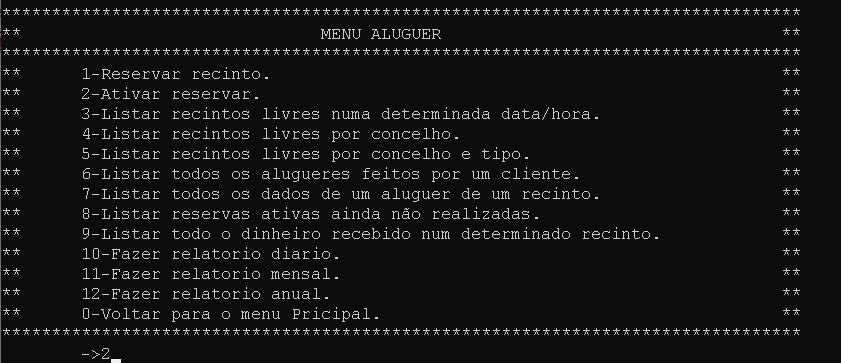 ********************************************************************************
** MENU ALUGUER **
********************************************************************************
** 1-Reservar recinto. **
** 2-Ativar reservar. **
** 3-Listar recintos livres numa determinada data/hora. **
** 4-Listar recintos livres por concelho. **
** 5-Listar recintos livres por concelho e tipo. **
** 6-Listar todos os alugueres feitos por um cliente. **
** 7-Listar todos os dados de um aluguer de um recinto. **
** 8-Listar reservas ativas ainda não realizadas. **
** 9-Listar todo o dinheiro recebido num determinado recinto. **
** 10-Fazer relatorio diario. **
** 11-Fazer relatorio mensal. **
** 12-Fazer relatorio anual. **
** 0-Voltar para o menu Pricipal. **
********************************************************************************
->2